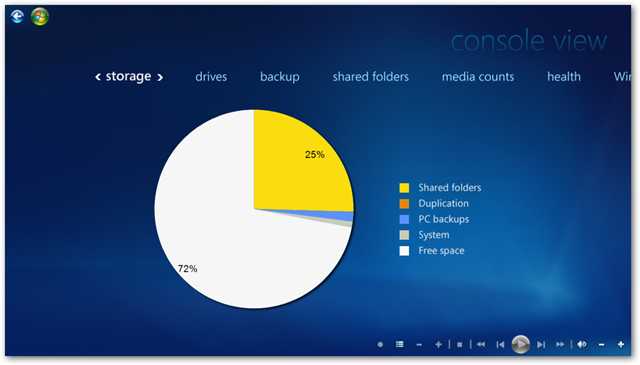 console view
storage drives backup shared folders media counts health Win
25%
72%
Shared folders
Duplication
PC backups
System
Free space